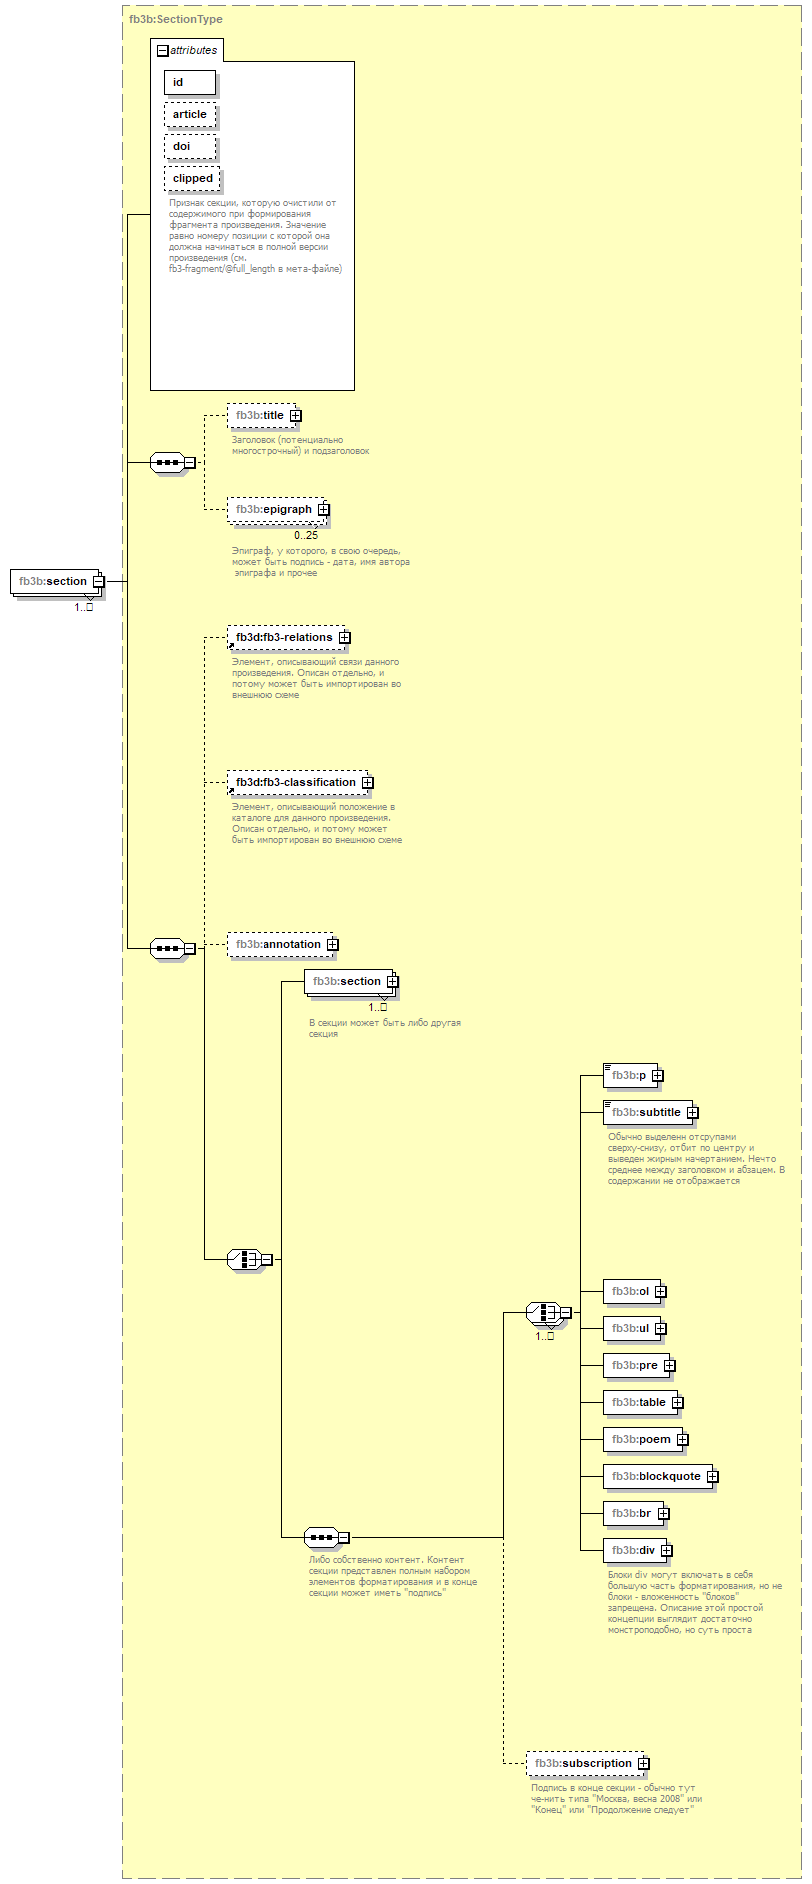 fb3b:SectionType
attributes
id
article
doi
clipped
Признак секции, которую очистили от
содержимого при формирования
фрагмента произведения. Значение
равно номеру позиции с которой она
должна начинаться в полной версии
произведения (см.
fb3-fragment/@full_length в мета-файле)
fb3b:title
Заголовок (потенциально
многострочный) и подзаголовок
fb3b:epigraph
0..25
Эпиграф, у которого, в свою очередь,
может быть подпись - дата, имя автора
эпиграфа и прочее
fb3b:section
1..
fb3d:fb3-relations
Элемент, описывающий связи данного
произведения. Описан отдельно, и
потому может быть импортирован во
внешнюю схеме
fb3d:fb3-classification
Элемент, описывающий положение в
каталоге для данного произведения.
Описан отдельно, и потому может
быть импортирован во внешнюю схеме
fb3b:annotation
fb3b:section
1..
В секции может быть либо другая
секция
fb3b:p
fb3b:subtitle
Обычно выделенн отсрупами
сверху-снизу, отбит по центру и
выведен жирным начертанием. Нечто
среднее между заголовком и абзацем. В
содержании не отображается
fb3b:ol
1..
fb3b:ul
fb3b:pre
fb3b:table
fb3b:poem
fb3b:blockquote
fb3b:br
fb3b:div
Блоки div могут включать в себя
большую часть форматирования, но не
блоки - вложенность "блоков"
запрещена. Описание этой простой
концепции выглядит достаточно
монстроподобно, но суть проста
Либо собственно контент. Контент
секции представлен полным набором
элементов форматирования и в конце
секции может иметь "подпись"
fb3b:subscription
Подпись в конце секции - обычно тут
че-нить типа "Москва, весна 2008" или
"Конец" или "Продолжение следует"